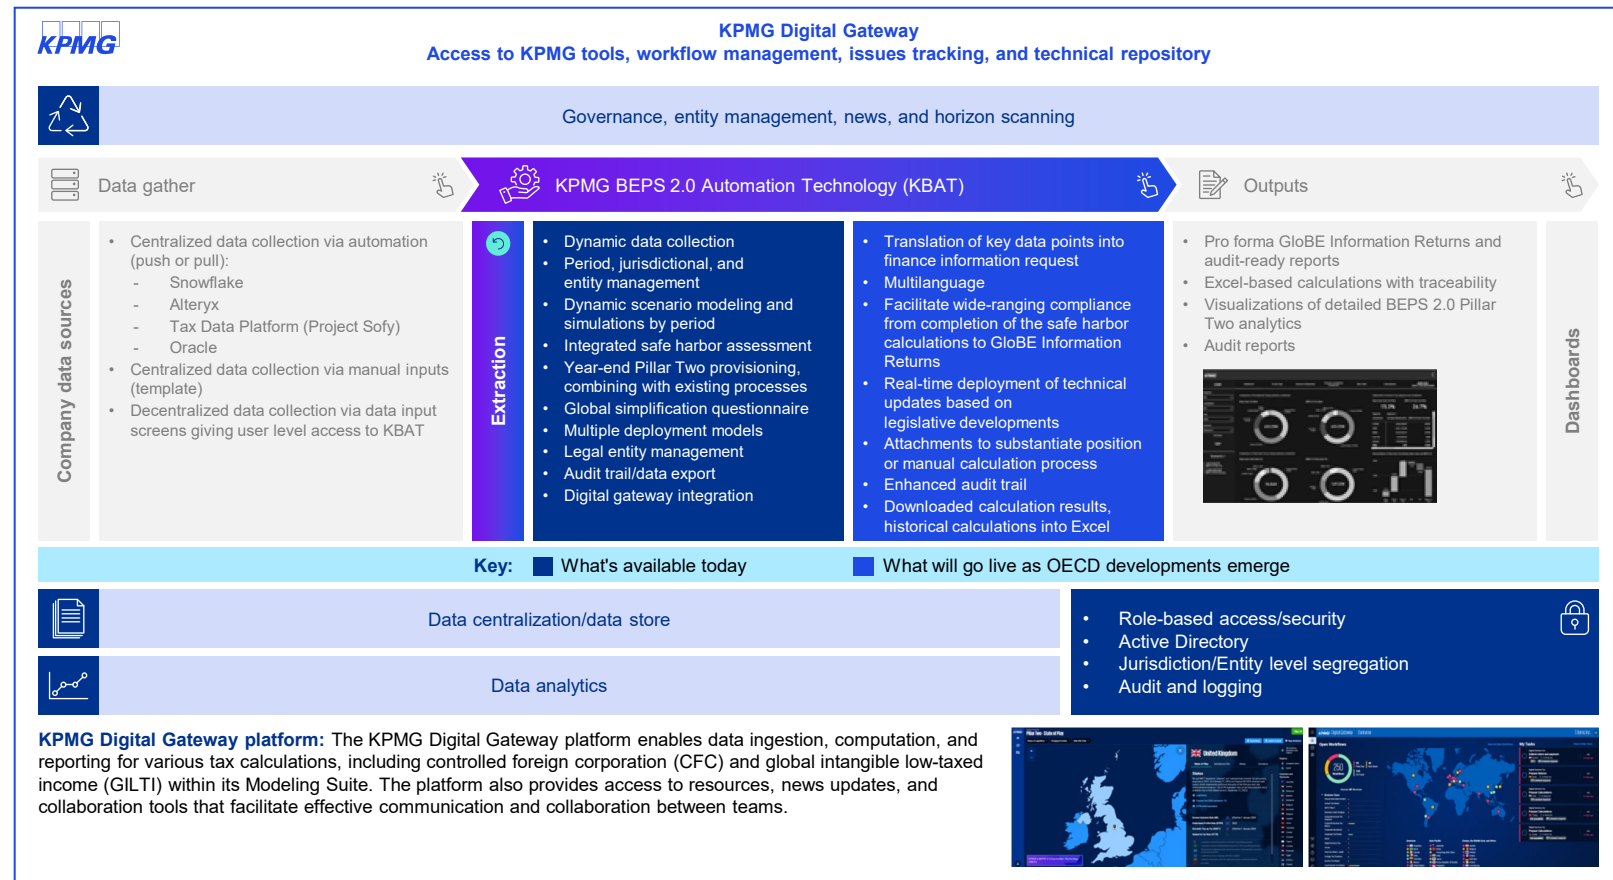 KPMG
KPMG Digital Gateway
Access to KPMG tools, workflow management, issues tracking, and technical repository
Governance, entity management, news, and horizon scanning
Data gather
KPMG BEPS 2.0 Automation Technology (KBAT)
Outputs
Company data sources
• Centralized data collection via automation
(push or pull):
- Snowflake
- Alteryx
- Tax Data Platform (Project Sofy)
- Oracle
• Centralized data collection via manual inputs
(template)
• Decentralized data collection via data input
screens giving user level access to KBAT
Extraction
• Dynamic data collection
• Period, jurisdictional, and
entity management
• Dynamic scenario modeling and
simulations by period
• Integrated safe harbor assessment
• Year-end Pillar Two provisioning,
combining with existing processes
• Global simplification questionnaire
• Multiple deployment models
• Legal entity management
• Audit trail/data export
• Digital gateway integration
• Translation of key data points into
finance information request
• Multilanguage
• Facilitate wide-ranging compliance
from completion of the safe harbor
calculations to GloBE Information
Returns
• Real-time deployment of technical
updates based on
legislative developments
• Attachments to substantiate position
or manual calculation process
• Enhanced audit trail
• Downloaded calculation results,
historical calculations into Excel
• Pro forma GloBE Information Returns and
audit-ready reports
• Excel-based calculations with traceability
• Visualizations of detailed BEPS 2.0 Pillar
Two analytics
• Audit reports
Dashboards
Key:
What's available today
What will go live as OECD developments emerge
Data centralization/data store
Data analytics
• Role-based access/security
• Active Directory
• Jurisdiction/Entity level segregation
• Audit and logging
KPMG Digital Gateway platform: The KPMG Digital Gateway platform enables data ingestion, computation, and
reporting for various tax calculations, including controlled foreign corporation (CFC) and global intangible low-taxed
income (GILTI) within its Modeling Suite. The platform also provides access to resources, news updates, and
collaboration tools that facilitate effective communication and collaboration between teams.
Pillar Two - State of Play
United Kingdom
Open Workflows
250
My Tasks